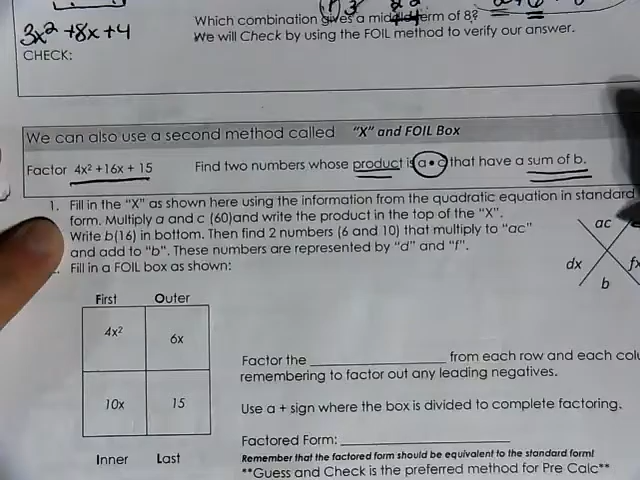 Which combination gives a middle term of 8?
3x² +8x+4
We will Check by using the FOIL method to verify our answer.
CHECK:
We can also use a second method called "X" and FOIL Box
Factor 4x² +16x + 15 Find two numbers whose product is a • c that have a sum of b.
1. Fill in the "X" as shown here using the information from the quadratic equation in standard
form. Multiply a and c (60)and write the product in the top of the "X".
Write b(16) in bottom. Then find 2 numbers (6 and 10) that multiply to "ac"
and add to "b". These numbers are represented by "d" and "f".
Fill in a FOIL box as shown:
ac
dx fx
b
First Outer
4x² 6x
10x 15
Inner Last
Factor the ____________ from each row and each
remembering to factor out any leading negatives.
Use a + sign where the box is divided to complete factoring.
Factored Form: ____________
Remember that the factored form should be equivalent to the standard form!
**Guess and Check is the preferred method for Pre Calc**